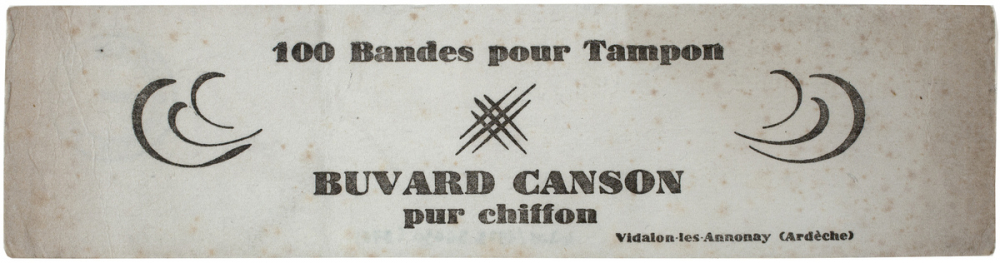 100 Bandes pour Tampon
BUVARD CANSON
pur chiffon
Vidalon-les-Annonay (Ardèche)